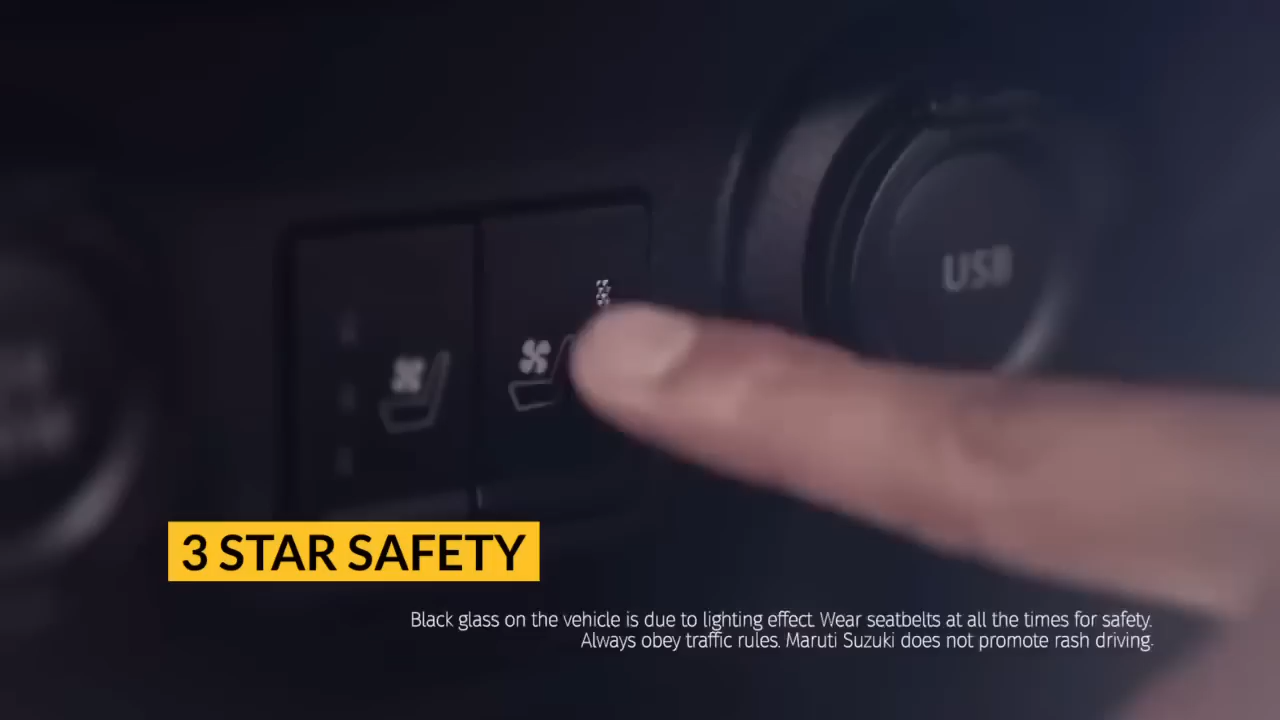 USB
3 STAR SAFETY
Black glass on the vehicle is due to lighting effect. Wear seatbelts at all the times for safety.
Always obey traffic rules. Maruti Suzuki does not promote rash driving.